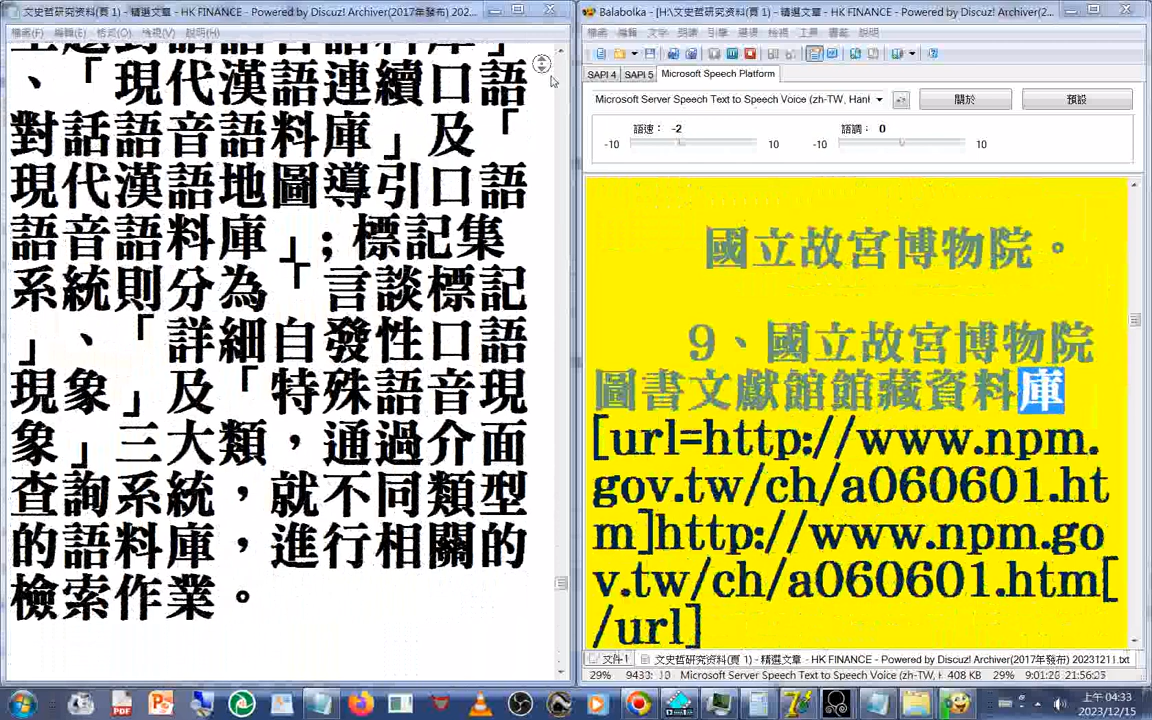 文史哲研究资料(頁 1) - 精選文章 - HK FINANCE - Powered by Discuz! Archiver(2017年發布) 202...
檔案(F) 編輯(E) 格式(O) 檢視(V) 說明(H)
、「現代漢語連續口語
對話語音語料庫」及「
現代漢語地圖導引口語
語音語料庫」;標記集
系統則分為「言談標記
」、「詳細自發性口語
現象」及「特殊語音現
象」三大類,通過介面
查詢系統,就不同類型
的語料庫,進行相關的
檢索作業。
Balabolka - [H:\文史哲研究资料(頁 1) - 精選文章 - HK FINANCE - Powered by Discuz! Archiver(2...
檔案 編輯 文字 朗讀 引擎 選項 檢視 工具 書籤 說明
SAPI 4 SAPI 5 Microsoft Speech Platform
Microsoft Server Speech Text to Speech Voice (zh-TW, Hanl
關於
預設
語速: -2
語調: 0
-10 10 -10 10
國立故宮博物院。
9、國立故宮博物院
圖書文獻館館藏資料庫
[url=http://www.npm.
gov.tw/ch/a060601.ht
m]http://www.npm.go
v.tw/ch/a060601.htm[
/url]
文件1 文史哲研究资料(頁 1) - 精選文章 - HK FINANCE - Powered by Discuz! Archiver(2017年發布) 20231211.txt
29% 9433: 10 29% 408 KB 29% 9:01:28 21:56:05
上午 04:33
2023/12/15